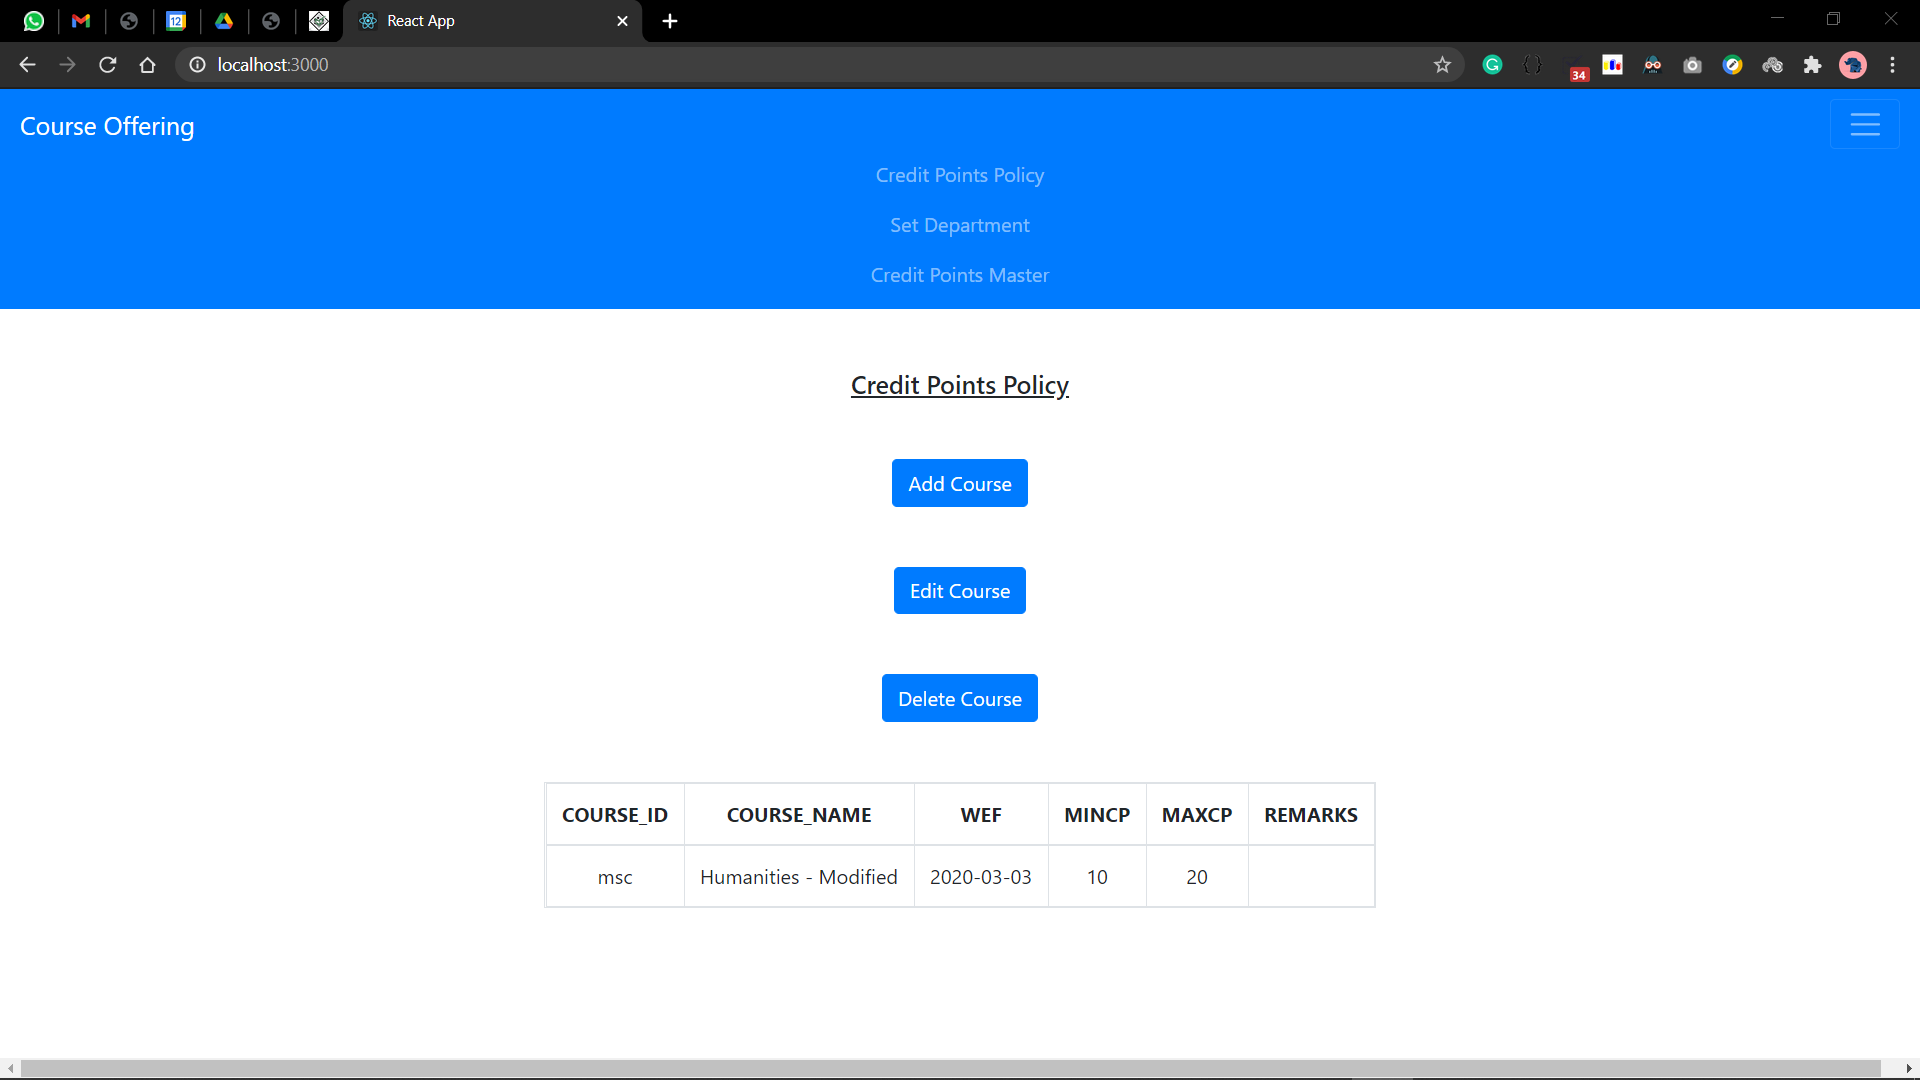 React App
localhost:3000
34
12
Course Offering
Credit Points Policy
Set Department
Credit Points Master
Credit Points Policy
Add Course
Edit Course
Delete Course
COURSE_ID COURSE_NAME WEF MINCP MAXCP REMARKS
msc Humanities - Modified 2020-03-03 10 20